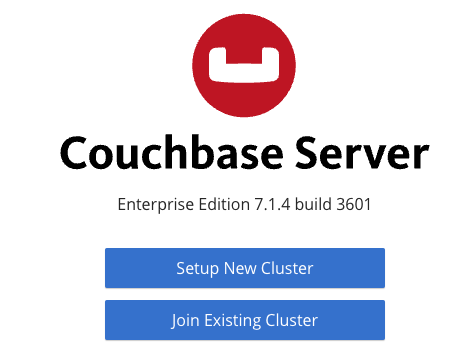 Couchbase Server
Enterprise Edition 7.1.4 build 3601
Setup New Cluster
Join Existing Cluster